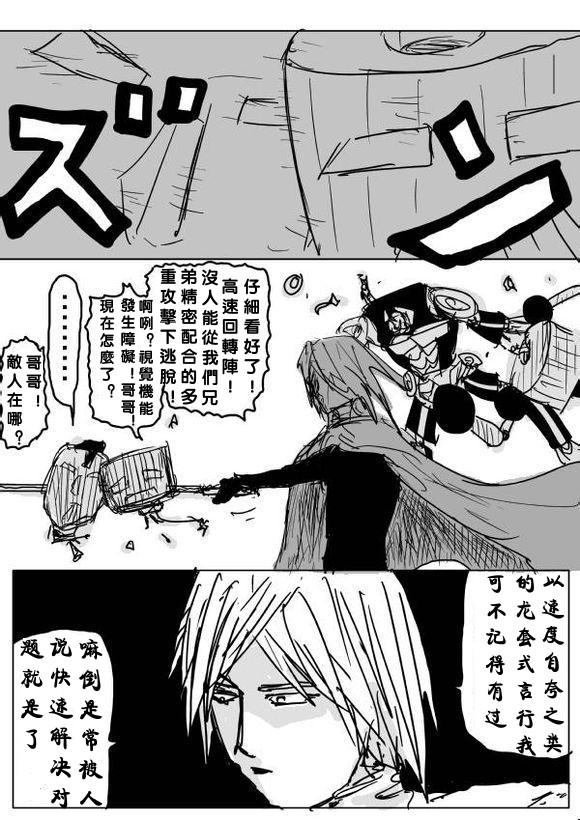 ズ
ン
仔細看好了！
高速回轉陣！
沒人能從我們兄
弟精密配合的多
重攻擊下逃脫！
啊咧？視覺機能
發生障礙！哥哥！
現在怎麼了？
………
哥哥！
敵人在哪？
以速度自夸之类
的龙套式言行我
可不记得有过
嘛倒是常被人
说快速解决对
题就是了